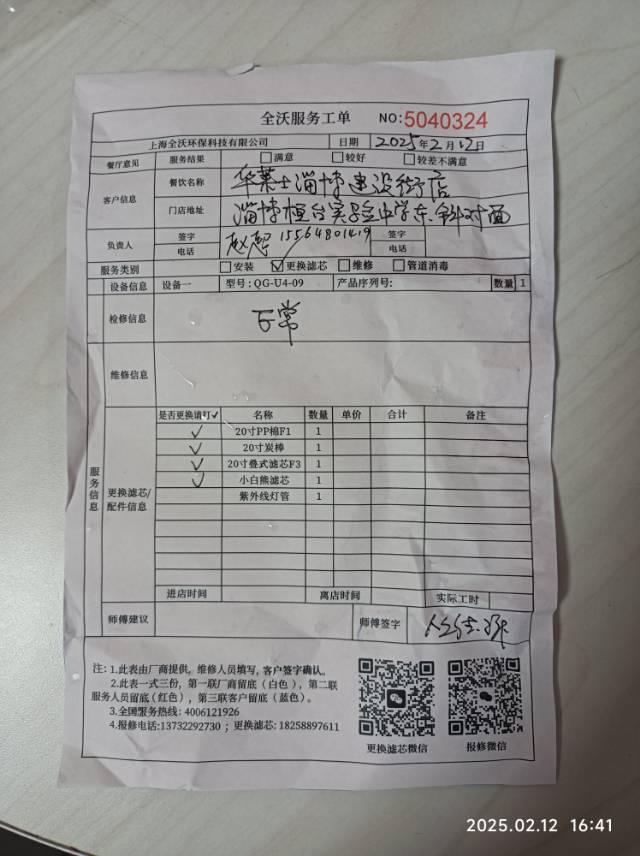 全沃服务工单 NO:5040324
上海全沃环保科技有限公司 日期 2025年2月12日
餐厅意见 服务结果 满意 较好 较差不满意
客户信息 餐饮名称 华莱士淄博建设街店
门店地址 淄博桓台实验中学东斜对面
负责人 签字 电话 15564801419 签字 电话
服务类别 安装 ✓更换滤芯 维修 管道消毒
设备信息 设备一 型号:QG-U4-09 产品序列号: 数量 1
检修信息 正常
维修信息
服务信息
更换滤芯/配件信息
是否更换请打✓ 名称 数量 单价 合计 备注
✓ 20寸PP棉F1 1
✓ 20寸炭棒 1
✓ 20寸叠式滤芯F3 1
✓ 小白熊滤芯 1
紫外线灯管 1
进店时间 离店时间 实际工时
师傅建议 师傅签字
注: 1.此表由厂商提供,维修人员填写,客户签字确认。
2.此表一式三份,第一联厂商留底(白色),第二联
服务人员留底(红色),第三联客户留底(蓝色)。
3.全国服务热线: 4006121926
4.报修电话:13732292730 ; 更换滤芯: 18258897611
更换滤芯微信 报修微信
2025.02.12 16:41